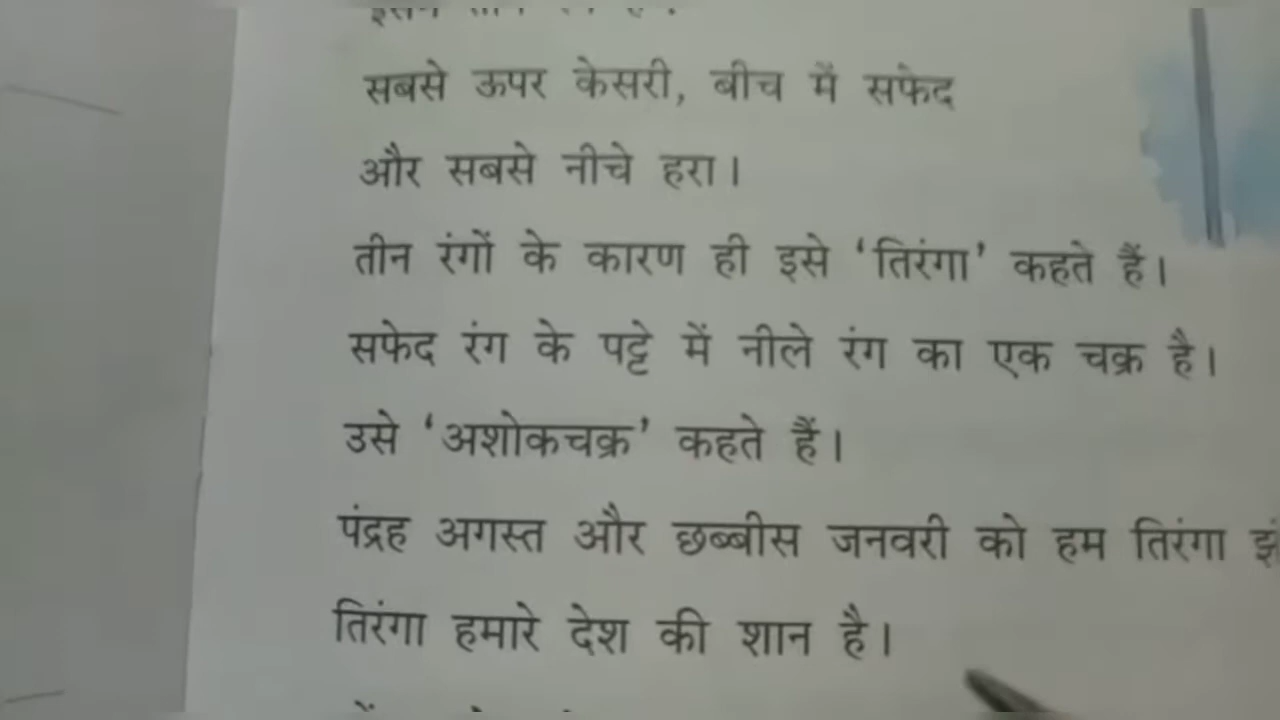 सबसे ऊपर केसरी, बीच में सफेद
और सबसे नीचे हरा।
तीन रंगों के कारण ही इसे ‘तिरंगा’ कहते हैं।
सफेद रंग के पट्टे में नीले रंग का एक चक्र है।
उसे ‘अशोकचक्र’ कहते हैं।
पंद्रह अगस्त और छब्बीस जनवरी को हम तिरंगा
तिरंगा हमारे देश की शान है।